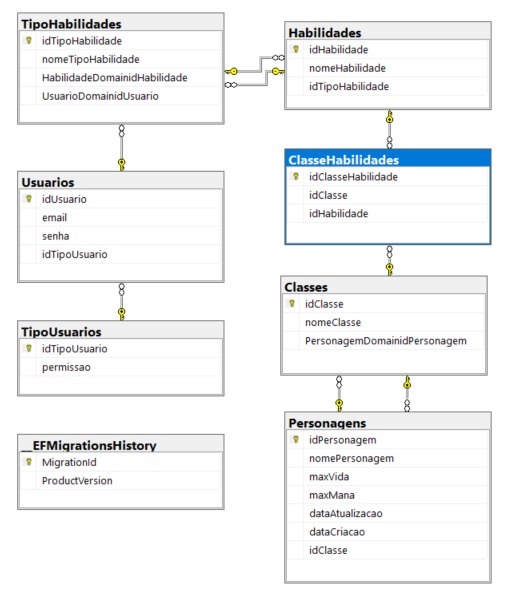 TipoHabilidades
idTipoHabilidade
nomeTipoHabilidade
HabilidadeDomainidHabilidade
UsuarioDomainidUsuario
Habilidades
idHabilidade
nomeHabilidade
idTipoHabilidade
ClasseHabilidades
idClasseHabilidade
idClasse
idHabilidade
Usuarios
idUsuario
email
senha
idTipoUsuario
Classes
idClasse
nomeClasse
PersonagemDomainidPersonagem
TipoUsuarios
idTipoUsuario
permissao
Personagens
idPersonagem
nomePersonagem
maxVida
maxMana
dataAtualizacao
dataCriacao
idClasse
__EFMigrationsHistory
MigrationId
ProductVersion